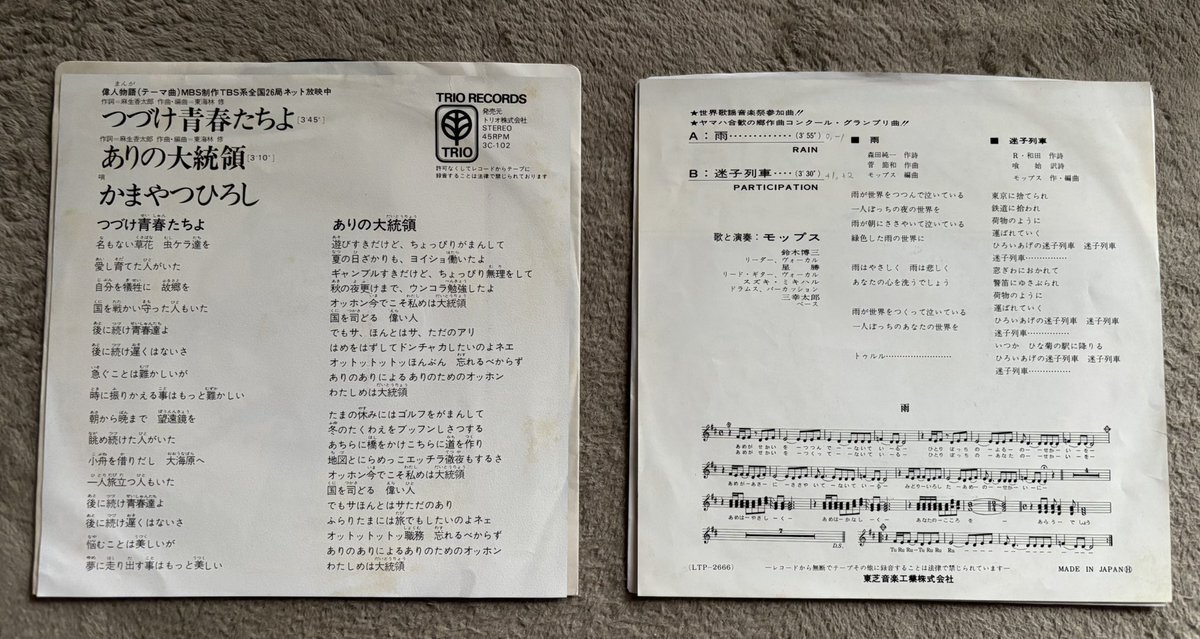 まんが
偉人物語(テーマ曲)MBS制作TBS系全国26局ネット放映中
作詞=麻生香太郎 作曲・編曲=東海林 修
つづけ青春たちよ[3'45"]
作詞=麻生香太郎 作曲・編曲=東海林 修
ありの大統領[3'10"]
唄
かまやつひろし
TRIO RECORDS
TRIO
発売元
トリオ株式会社
STEREO
45RPM
3C-102
許可なくしてレコードからテープに
録音することは法律で禁じられております
つづけ青春たちよ
名もない草花 虫ケラ達を
愛し育てた人がいた
自分を犠牲に 故郷を
国を戦かい守った人もいた
後に続け青春達よ
後に続け遅くはないさ
急ぐことは難かしいが
時に振りかえる事はもっと難かしい
朝から晩まで 望遠鏡を
眺め続けた人がいた
小舟を借りだし 大海原へ
一人旅立つ人もいた
後に続け青春達よ
後に続け遅くはないさ
悩むことは美しいが
夢に走り出す事はもっと美しい
ありの大統領
遊びすきだけど、ちょっぴりがまんして
夏の日ざかりも、ヨイショ働いたよ
ギャンブルすきだけど、ちょっぴり無理をして
秋の夜更けまで、ウンコラ勉強したよ
オッホン今でこそ私めは大統領
国を司どる 偉い人
でもサ、ほんとはサ、ただのアリ
はめをはずしてドンチャカしたいのよネエ
オットットットッほんぶん 忘れるべからず
ありのありによるありのためのオッホン
わたしめは大統領
たまの休みにはゴルフをがまんして
冬のたくわえをブッフンしさつする
あちらに橋をかけこちらに道を作り
地図とにらめっこエッチラ徹夜もするさ
オッホン今でこそ私めは大統領
国を司どる 偉い人
でもサほんとはサただのあり
ふらりたまには旅でもしたいのよネェ
オットットットッ職務 忘れるべからず
ありのありによるありのためのオッホン
わたしめは大統領
★世界歌謡音楽祭参加曲!!
★ヤマハ合歓の郷作曲コンクール・グランプリ曲!!
A:雨・・・・・・・・・・・・(3'55")
RAIN
B:迷子列車・・・・(3'30")
PARTICIPATION
歌と演奏:モップス
鈴木博三
リーダー、ヴォーカル
星 勝
リード・ギター、ヴォーカル
スズキ・ミキハル
ドラムス、パーカッション
三幸太郎
ベース
■ 雨
森田純一 作詩
菅 節和 作曲
モップス 編曲
雨が世界をつつんで泣いている
一人ぼっちの夜の世界を
雨が朝にささやいて泣いている
緑色した雨の世界に
雨はやさしく 雨は悲しく
あなたの心を洗うでしょう
雨が世界をつくって泣いている
一人ぼっちのあなたの世界を
トゥルル・・・・・・・・・・・・・・・・・・
■ 迷子列車
R・和田 作詩
喰 始 武詩
モップス 作・編曲
東京に捨てられ
鉄道に拾われ
荷物のように
運ばれていく
ひろいあげの迷子列車 迷子列車
迷子列車・・・・・・・・・・・・
窓ぎわにおかれて
警笛にゆさぶられ
荷物のように
運ばれていく
ひろいあげの迷子列車 迷子列車
迷子列車・・・・・・・・・・・・
いつか ひな菊の駅に降りる
ひろいあげの迷子列車 迷子列車
迷子列車・・・・・・・・・・・・
雨
D.S.
Tu Ru Ru - Tu Ru Ru Ru
(LTP-2666)
―レコードから無断でテープその他に録音することは法律で禁じられています―
MADE IN JAPAN Ⓗ
東芝音楽工業株式会社